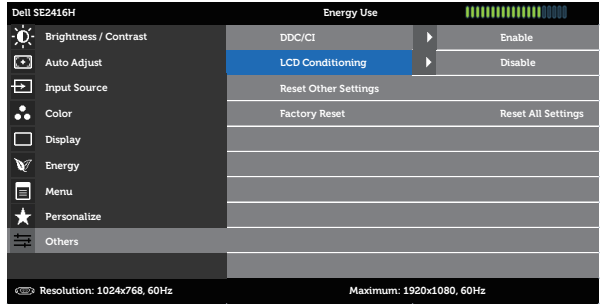 Dell SE2416H Energy Use
Brightness / Contrast DDC/CI Enable
Auto Adjust LCD Conditioning Disable
Input Source Reset Other Settings
Color Factory Reset Reset All Settings
Display
Energy
Menu
Personalize
Others
Resolution: 1024x768, 60Hz Maximum: 1920x1080, 60Hz